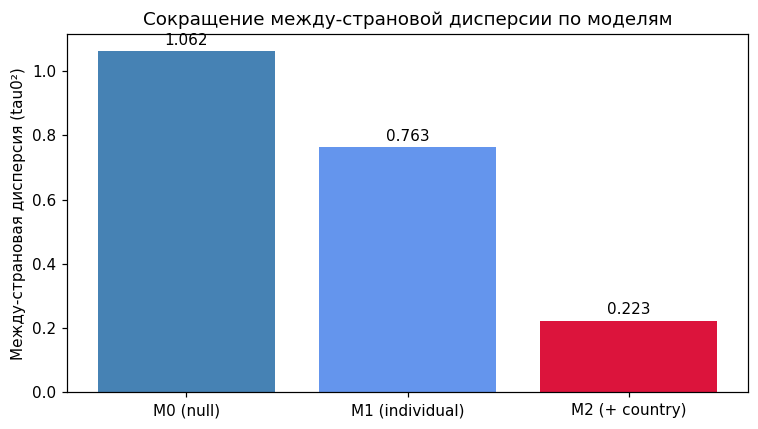 Сокращение между-страновой дисперсии по моделям
Между-страновая дисперсия (tau0²)
1.0
0.8
0.6
0.4
0.2
0.0
1.062
0.763
0.223
M0 (null)
M1 (individual)
M2 (+ country)